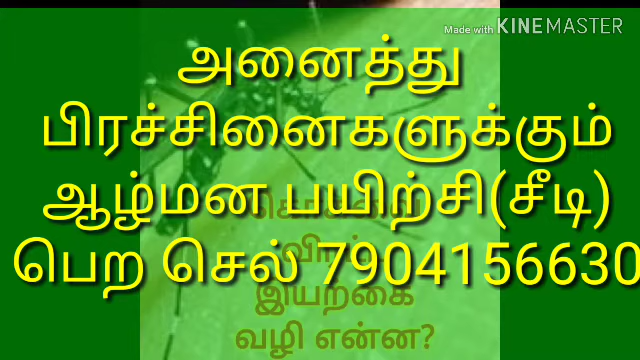 Made with KINEMASTER
அனைத்து
பிரச்சினைகளுக்கும்
ஆழ்மன பயிற்சி(சீடி)
பெற செல் 7904156630
இயற்கை
வழி என்ன?